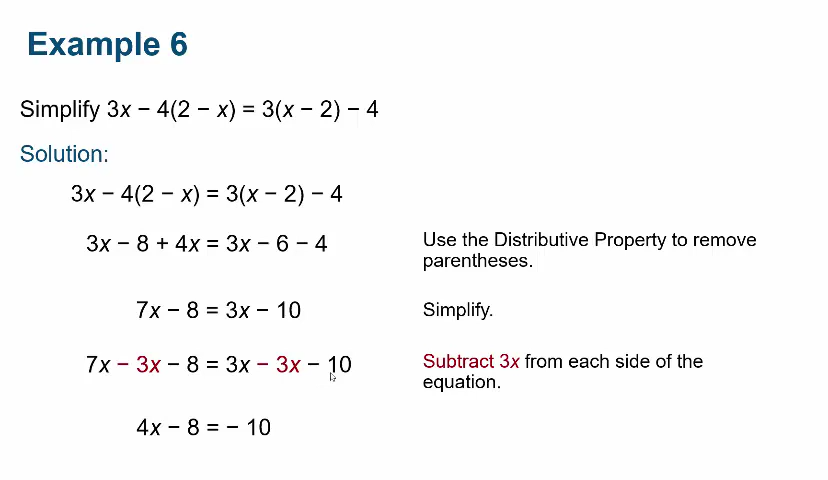 Example 6
Simplify 3x − 4(2 − x) = 3(x − 2) − 4
Solution:
3x − 4(2 − x) = 3(x − 2) − 4
3x − 8 + 4x = 3x − 6 − 4
Use the Distributive Property to remove
parentheses.
7x − 8 = 3x − 10
Simplify.
7x − 3x − 8 = 3x − 3x − 10
Subtract 3x from each side of the
equation.
4x − 8 = − 10